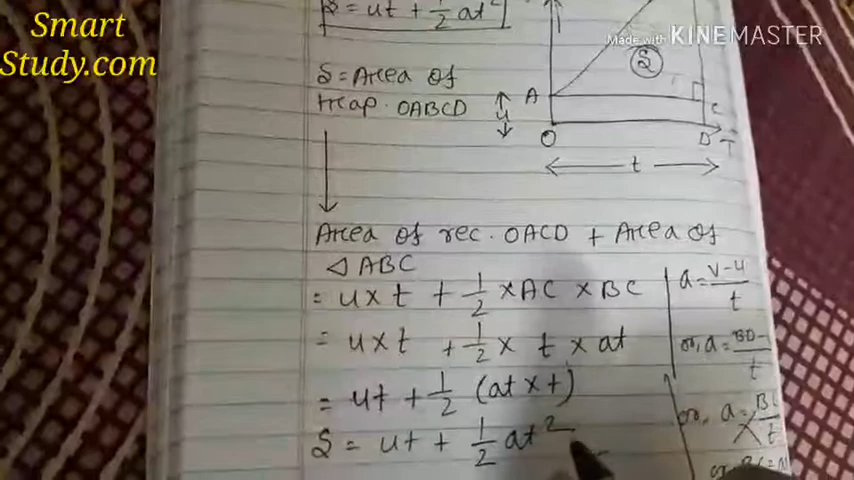 Smart
Study.com
Made with KINEMASTER
S = ut + 1/2 at²
S = Area of
trap. OABCD
u
A
S
C
O
D
T
t
Area of rec. OACD + Area of
△ ABC
= u x t + 1/2 x AC x BC
= u x t + 1/2 x t x at
= ut + 1/2 (at x t)
S = ut + 1/2 at²
a = v-u/t
or, a = BD-
t
or, a = BC/t